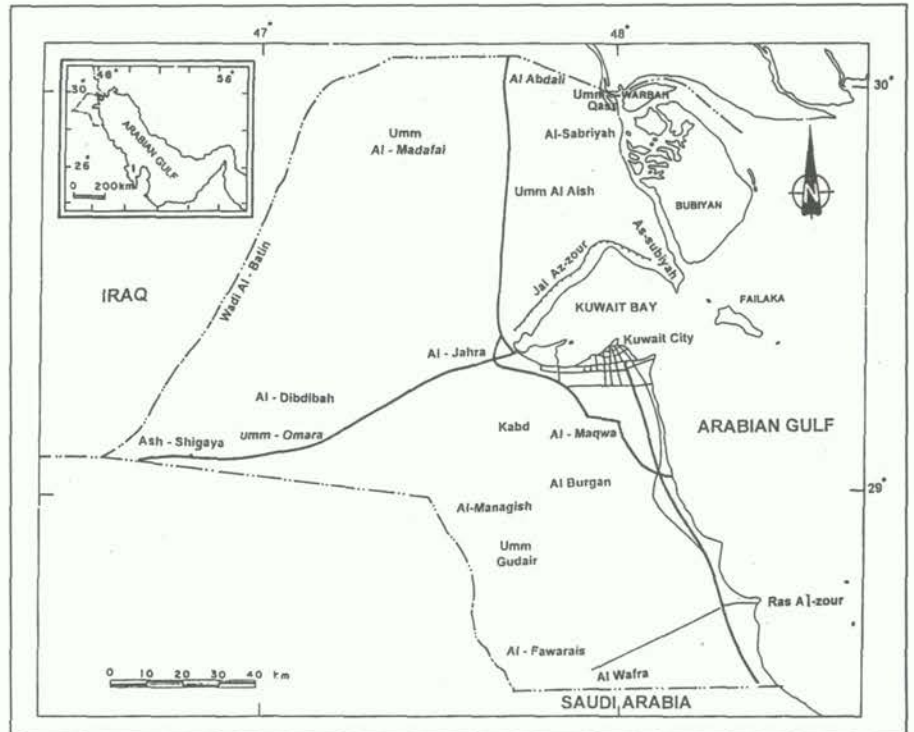 47°
48°
46°
56°
30°
ARABIAN GULF
26°
0 200km
Al Abdali
30°
Umm Qasr
WARBAH
Umm
Al-Madafai
Al-Sabriyah
Umm Al Aish
BUBIYAN
N
As-subiyah
Jal Az-zour
Wadi Al-Batin
IRAQ
KUWAIT BAY
FAILAKA
Kuwait City
Al-Jahra
Al-Dibdibah
Kabd
Al-Maqwa
ARABIAN GULF
Ash-Shigaya
umm-Omara
Al Burgan
29°
Al-Managish
Umm
Gudair
Ras Al-zour
Al-Fawarais
Al Wafra
0 10 20 30 40 km
SAUDI ARABIA